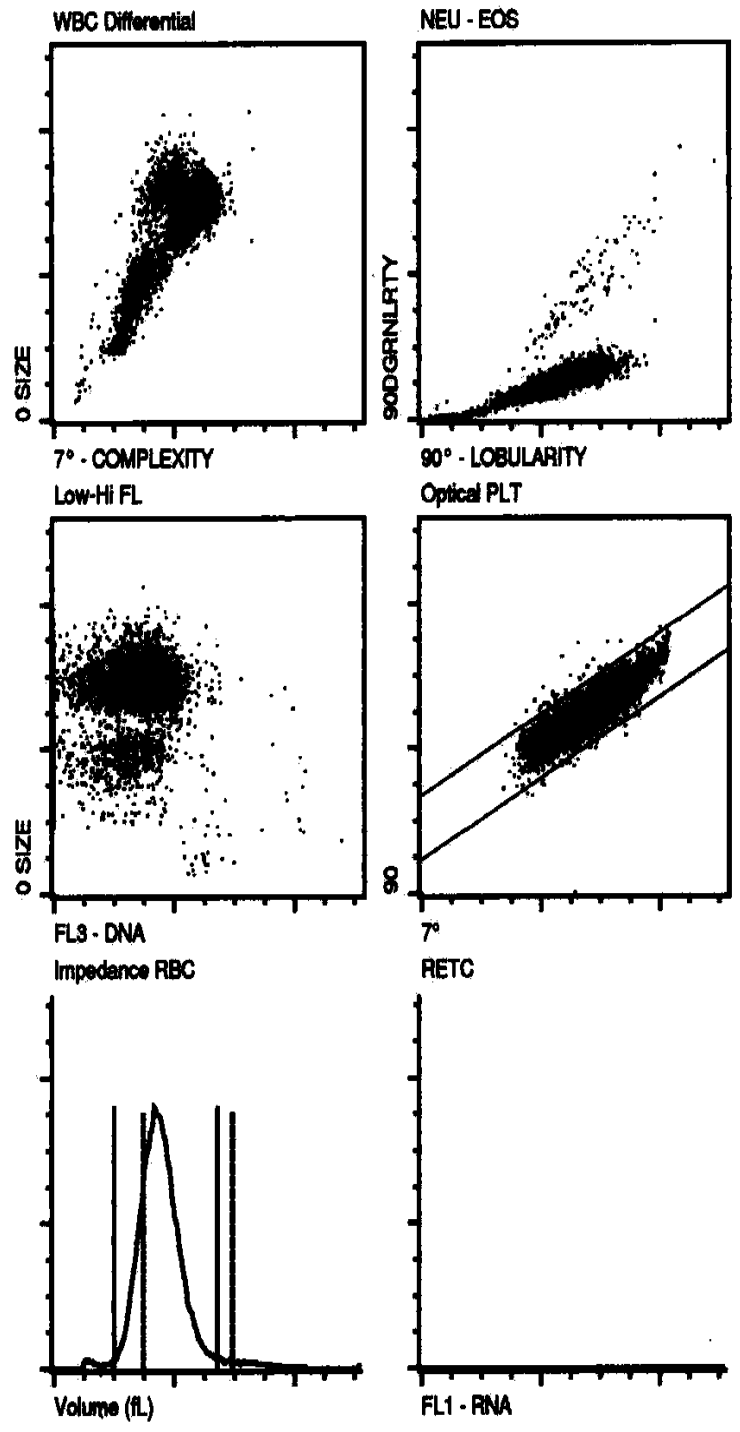 WBC Differential
NEU - EOS
0 SIZE
90DGRNLRTY
7° - COMPLEXITY
90° - LOBULARITY
Low-Hi FL
Optical PLT
0 SIZE
90
FL3 - DNA
7°
Impedance RBC
RETC
Volume (fL)
FL1 - RNA